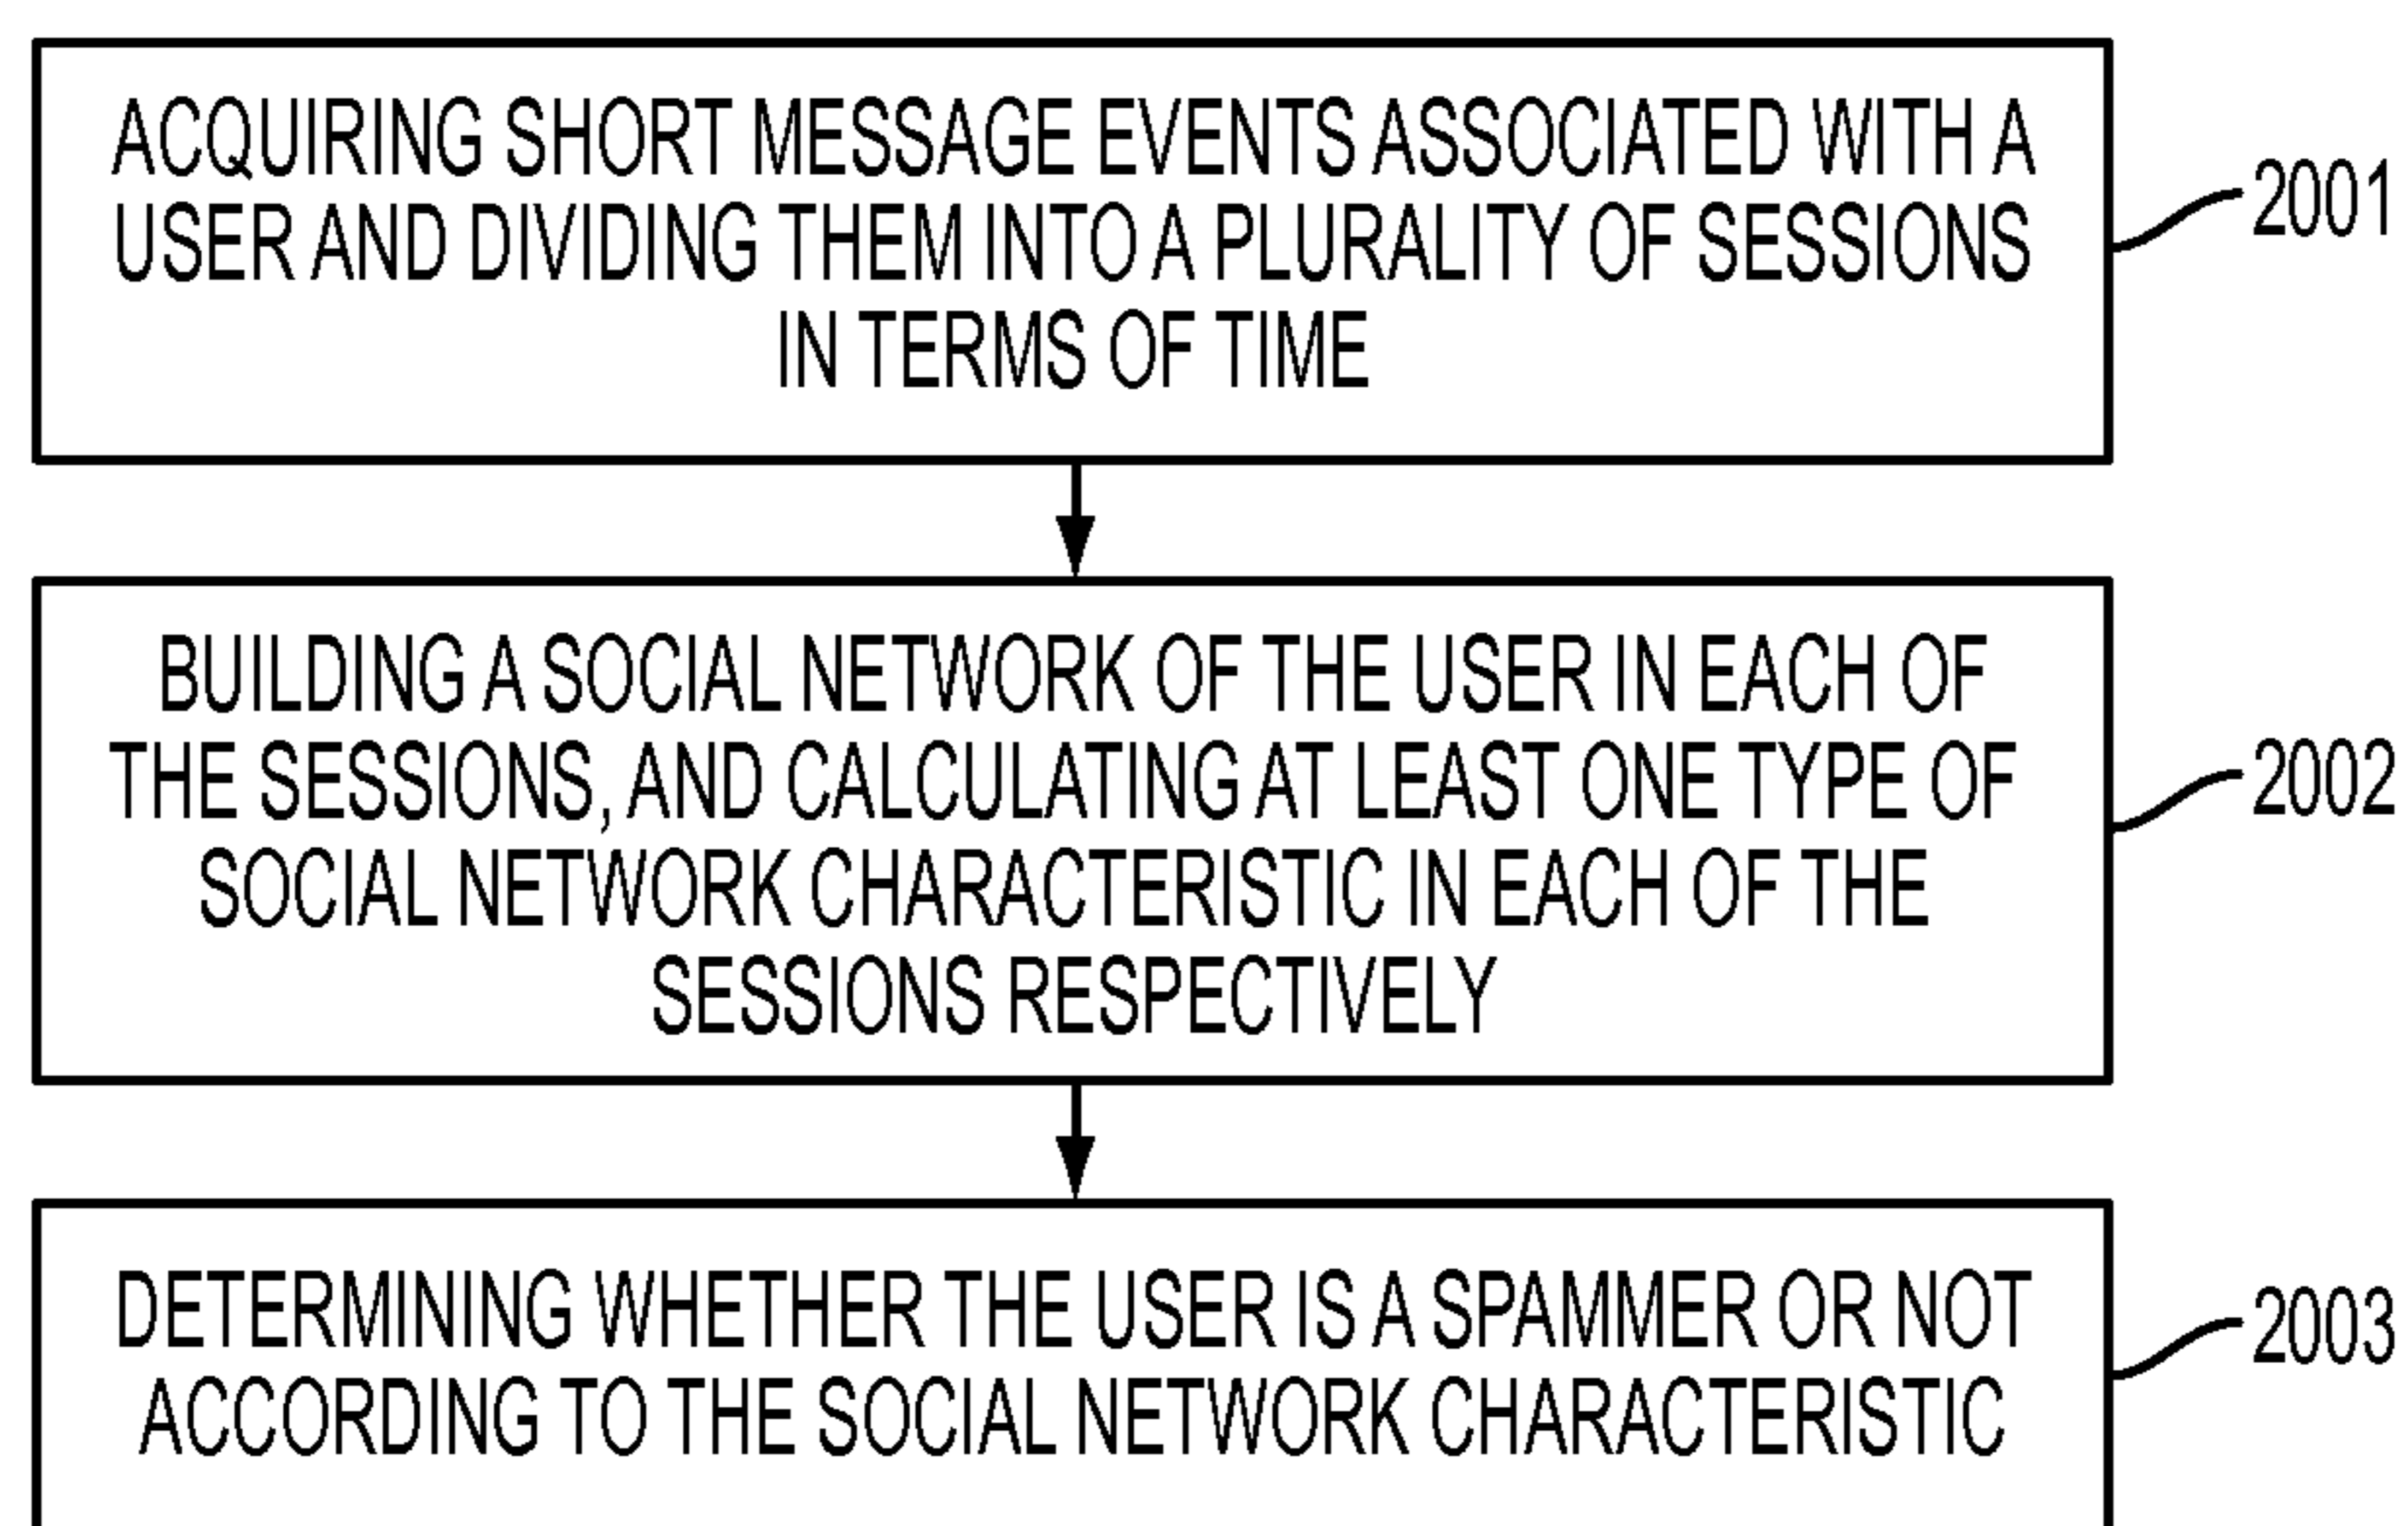 ACQUIRING SHORT MESSAGE EVENTS ASSOCIATED WITH A
USER AND DIVIDING THEM INTO A PLURALITY OF SESSIONS
IN TERMS OF TIME
2001
BUILDING A SOCIAL NETWORK OF THE USER IN EACH OF
THE SESSIONS, AND CALCULATING AT LEAST ONE TYPE OF
SOCIAL NETWORK CHARACTERISTIC IN EACH OF THE
SESSIONS RESPECTIVELY
2002
DETERMINING WHETHER THE USER IS A SPAMMER OR NOT
ACCORDING TO THE SOCIAL NETWORK CHARACTERISTIC
2003